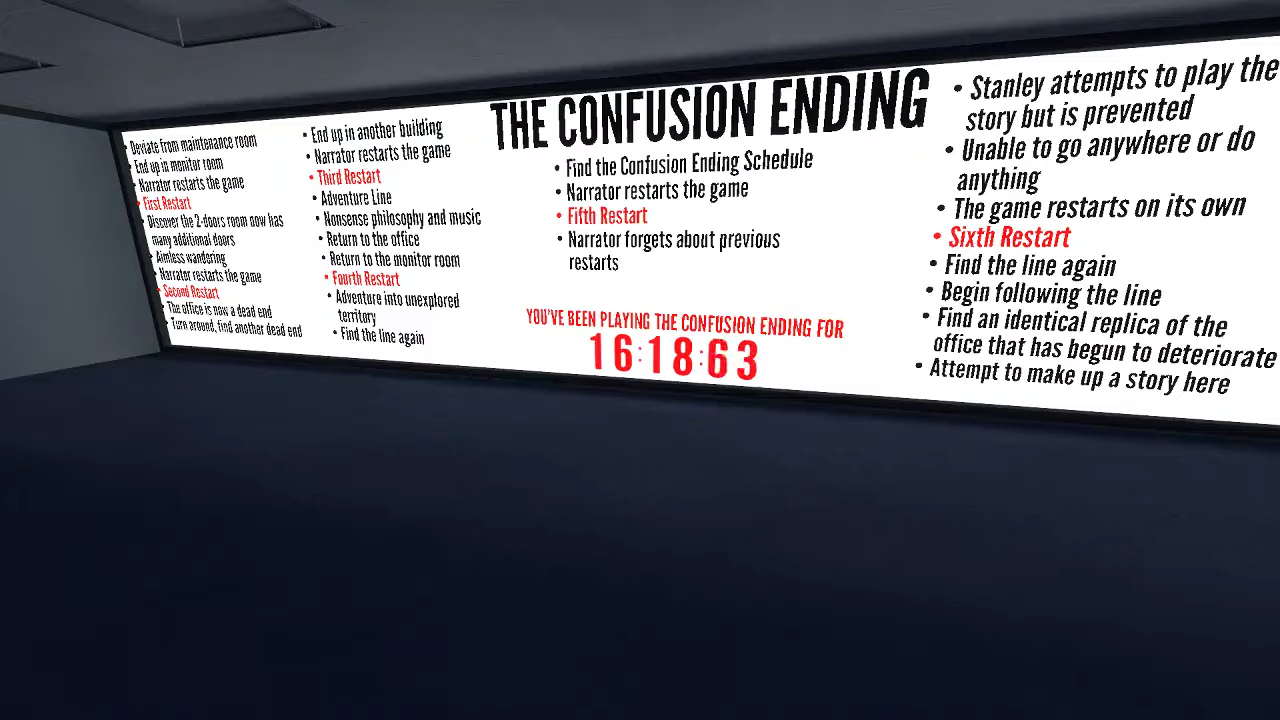 • Deviate from maintenance room
• End up in monitor room
• Narrator restarts the game
• First Restart
• Discover the 2-doors room now has
many additional doors
• Aimless wandering
• Narrator restarts the game
• Second Restart
• The office is now a dead end
• Turn around, find another dead end
• End up in another building
• Narrator restarts the game
• Third Restart
• Adventure Line
• Nonsense philosophy and music
• Return to the office
• Return to the monitor room
• Fourth Restart
• Adventure into unexplored
territory
• Find the line again
THE CONFUSION ENDING
• Find the Confusion Ending Schedule
• Narrator restarts the game
• Fifth Restart
• Narrator forgets about previous
restarts
YOU'VE BEEN PLAYING THE CONFUSION ENDING FOR
16:18:63
• Stanley attempts to play the
story but is prevented
• Unable to go anywhere or do
anything
• The game restarts on its own
• Sixth Restart
• Find the line again
• Begin following the line
• Find an identical replica of the
office that has begun to deteriorate
• Attempt to make up a story here